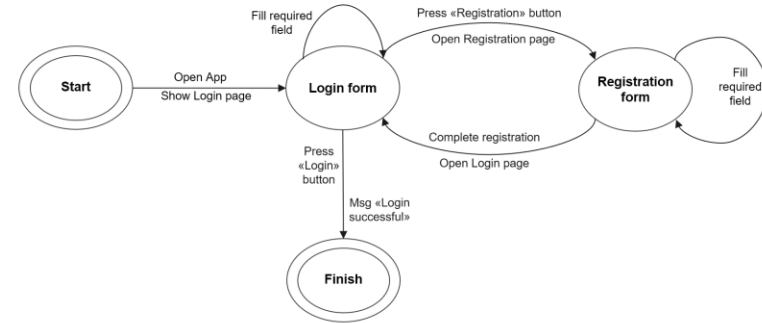 Fill required
field
Press «Registration» button
Open Registration page
Start
Open App
Show Login page
Login form
Registration
form
Fill
required
field
Complete registration
Open Login page
Press
«Login»
button
Msg «Login
successful»
Finish